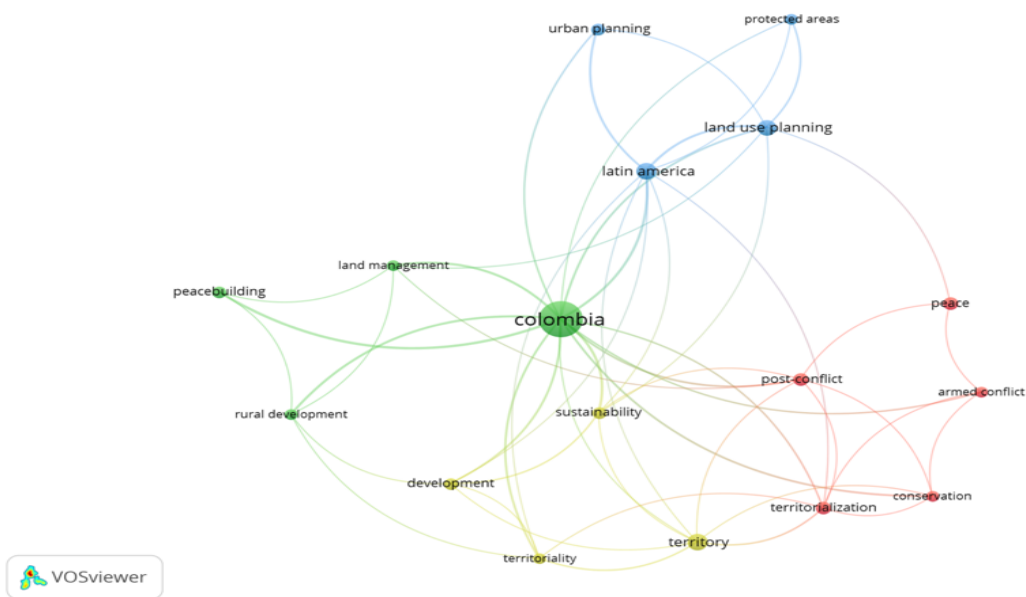 protected areas
urban planning
land use planning
latin america
land management
peacebuilding
peace
colombia
post-conflict
armed conflict
sustainability
rural development
development
conservation
territorialization
territory
territoriality
VOSviewer